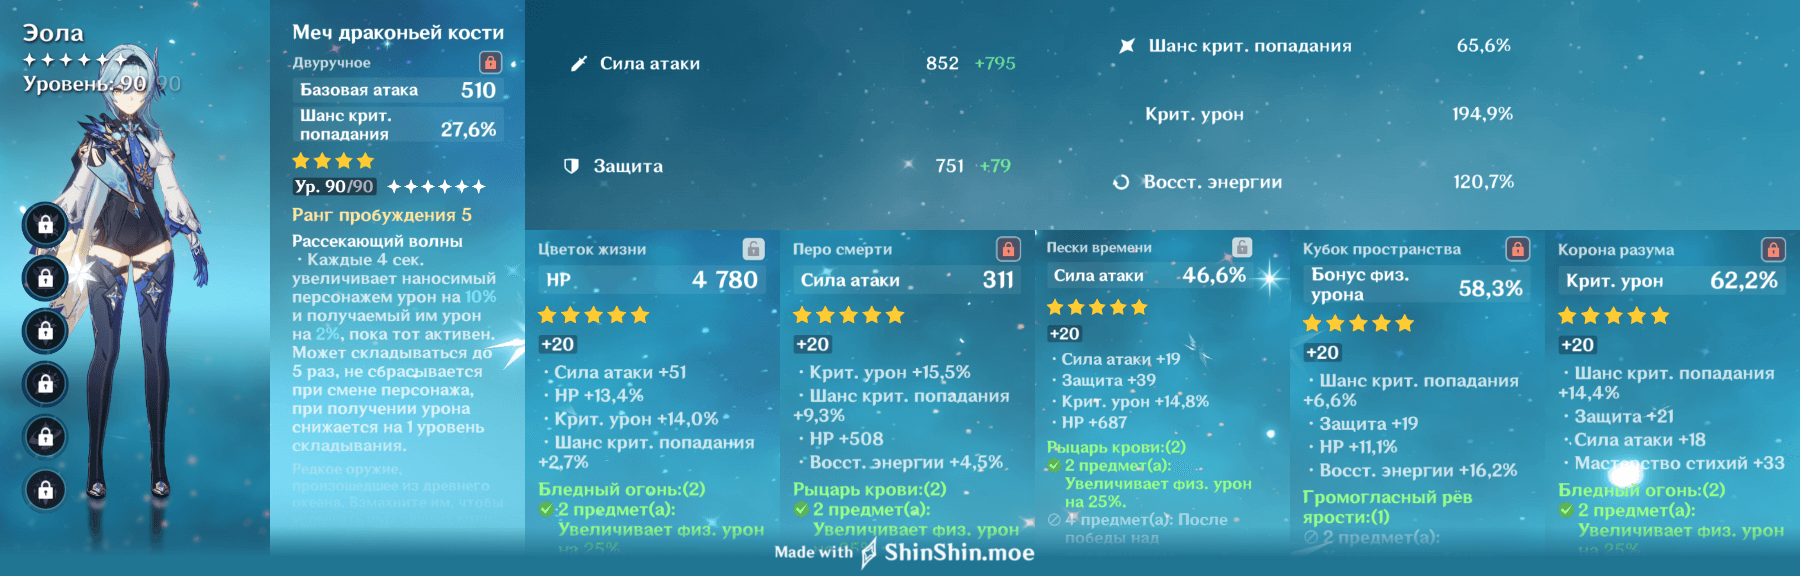 Эола
Уровень: 90/90
Меч драконьей кости
Двуручное
Базовая атака 510
Шанс крит.
попадания 27,6%
Ур. 90/90
Ранг пробуждения 5
Рассекающий волны
· Каждые 4 сек.
увеличивает наносимый
персонажем урон на 10%
и получаемый им урон
на 2%, пока тот активен.
Может складываться до
5 раз, не сбрасывается
при смене персонажа,
при получении урона
снижается на 1 уровень
складывания.
Редкое оружие,
произошедшее из древнего
океана. Взмахните им, чтобы
Сила атаки 852 +795
Защита 751 +79
Шанс крит. попадания 65,6%
Крит. урон 194,9%
Восст. энергии 120,7%
Цветок жизни
HP 4 780
+20
· Сила атаки +51
· HP +13,4%
· Крит. урон +14,0%
· Шанс крит. попадания
+2,7%
Бледный огонь:(2)
2 предмет(а):
Увеличивает физ. урон
на 25%.
Перо смерти
Сила атаки 311
+20
· Крит. урон +15,5%
· Шанс крит. попадания
+9,3%
· HP +508
· Восст. энергии +4,5%
Рыцарь крови:(2)
2 предмет(а):
Увеличивает физ. урон
Пески времени
Сила атаки 46,6%
+20
· Сила атаки +19
· Защита +39
· Крит. урон +14,8%
· HP +687
Рыцарь крови:(2)
2 предмет(а):
Увеличивает физ. урон
на 25%.
4 предмет(а): После
победы над
Кубок пространства
Бонус физ.
урона 58,3%
+20
· Шанс крит. попадания
+6,6%
· Защита +19
· HP +11,1%
· Восст. энергии +16,2%
Громогласный рёв
ярости:(1)
2 предмет(а):
Корона разума
Крит. урон 62,2%
+20
· Шанс крит. попадания
+14,4%
· Защита +21
· Сила атаки +18
· Мастерство стихий +33
Бледный огонь:(2)
2 предмет(а):
Увеличивает физ. урон
на 25%
Made with ShinShin.moe